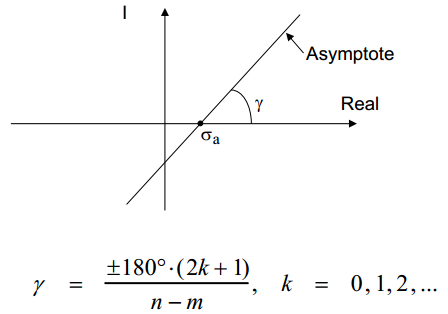 I
Asymptote
γ
Real
σa
γ = ±180°·(2k + 1) / n – m, k = 0, 1, 2, ...